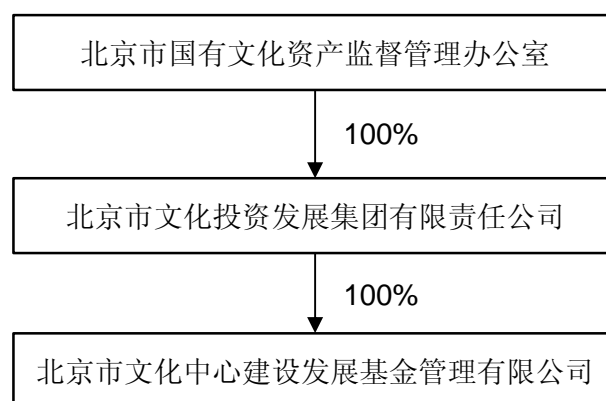 北京市国有文化资产监督管理办公室
100%
北京市文化投资发展集团有限责任公司
100%
北京市文化中心建设发展基金管理有限公司